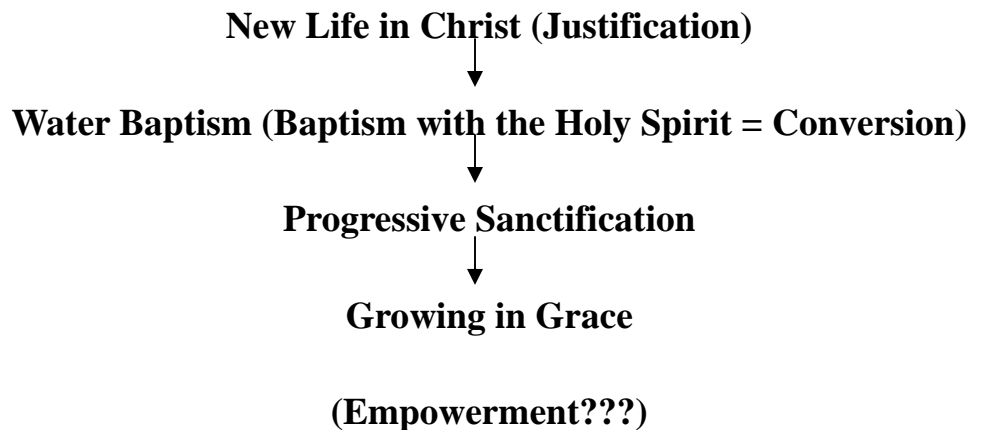 New Life in Christ (Justification)
Water Baptism (Baptism with the Holy Spirit = Conversion)
Progressive Sanctification
Growing in Grace
(Empowerment???)